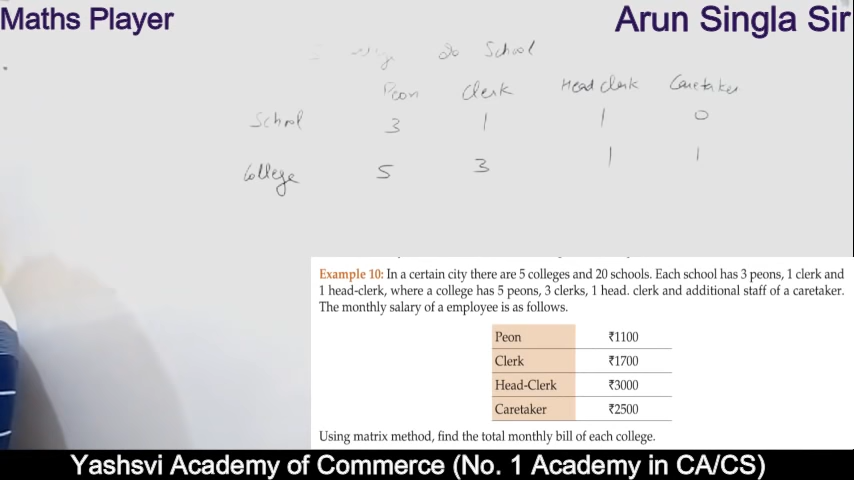 Maths Player
Arun Singla Sir
20 School
Peon Clerk Head clerk Caretaker
School 3 1 1 0
College 5 3 1 1
Example 10: In a certain city there are 5 colleges and 20 schools. Each school has 3 peons, 1 clerk and
1 head-clerk, where a college has 5 peons, 3 clerks, 1 head. clerk and additional staff of a caretaker.
The monthly salary of a employee is as follows.
Peon ₹1100
Clerk ₹1700
Head-Clerk ₹3000
Caretaker ₹2500
Using matrix method, find the total monthly bill of each college.
Yashsvi Academy of Commerce (No. 1 Academy in CA/CS)